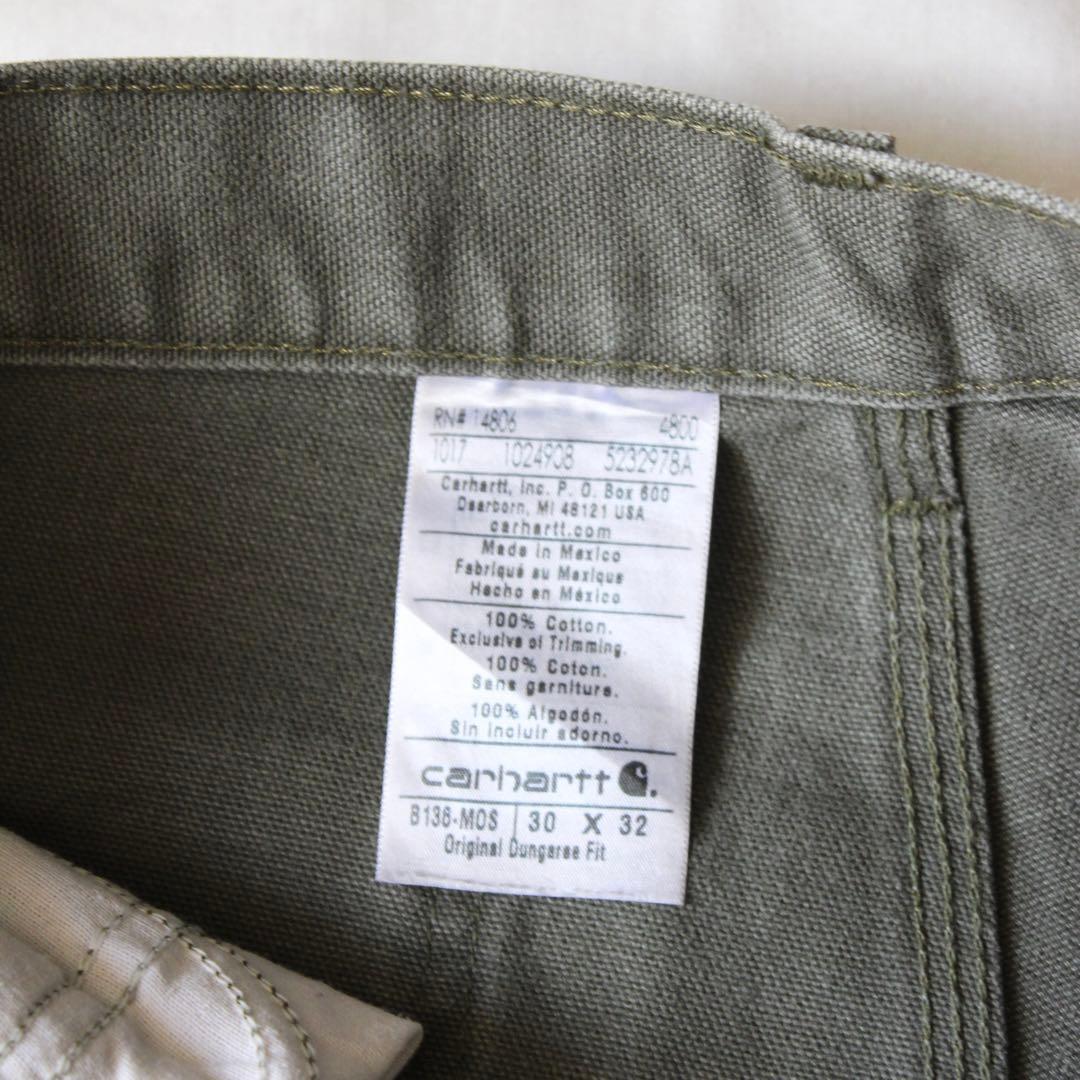 RN# 14806 4800
1017 1024908 5232978A
Carhartt, Inc. P. O. Box 600
Dearborn, MI 48121 USA
carhartt.com
Made in Mexico
Fabriqué au Mexique
Hecho en México
100% Cotton.
Exclusive of Trimming.
100% Coton.
Sans garniture.
100% Algodón.
Sin incluir adorno.
carhartt
B136-MOS 30 X 32
Original Dungaree Fit